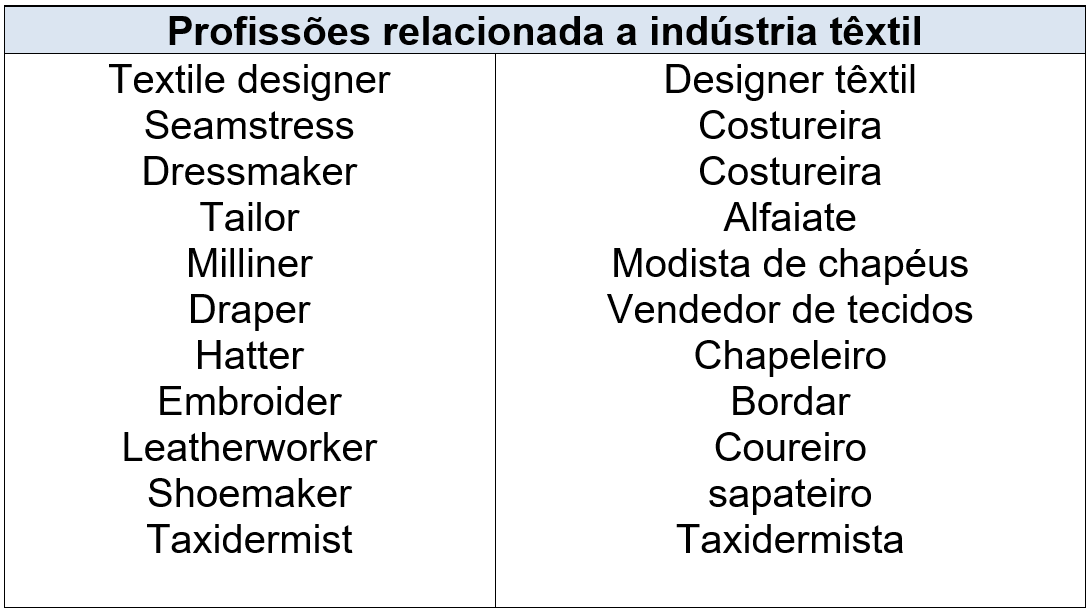 Profissões relacionada a indústria têxtil
Textile designer Designer têxtil
Seamstress Costureira
Dressmaker Costureira
Tailor Alfaiate
Milliner Modista de chapéus
Draper Vendedor de tecidos
Hatter Chapeleiro
Embroider Bordar
Leatherworker Coureiro
Shoemaker sapateiro
Taxidermist Taxidermista